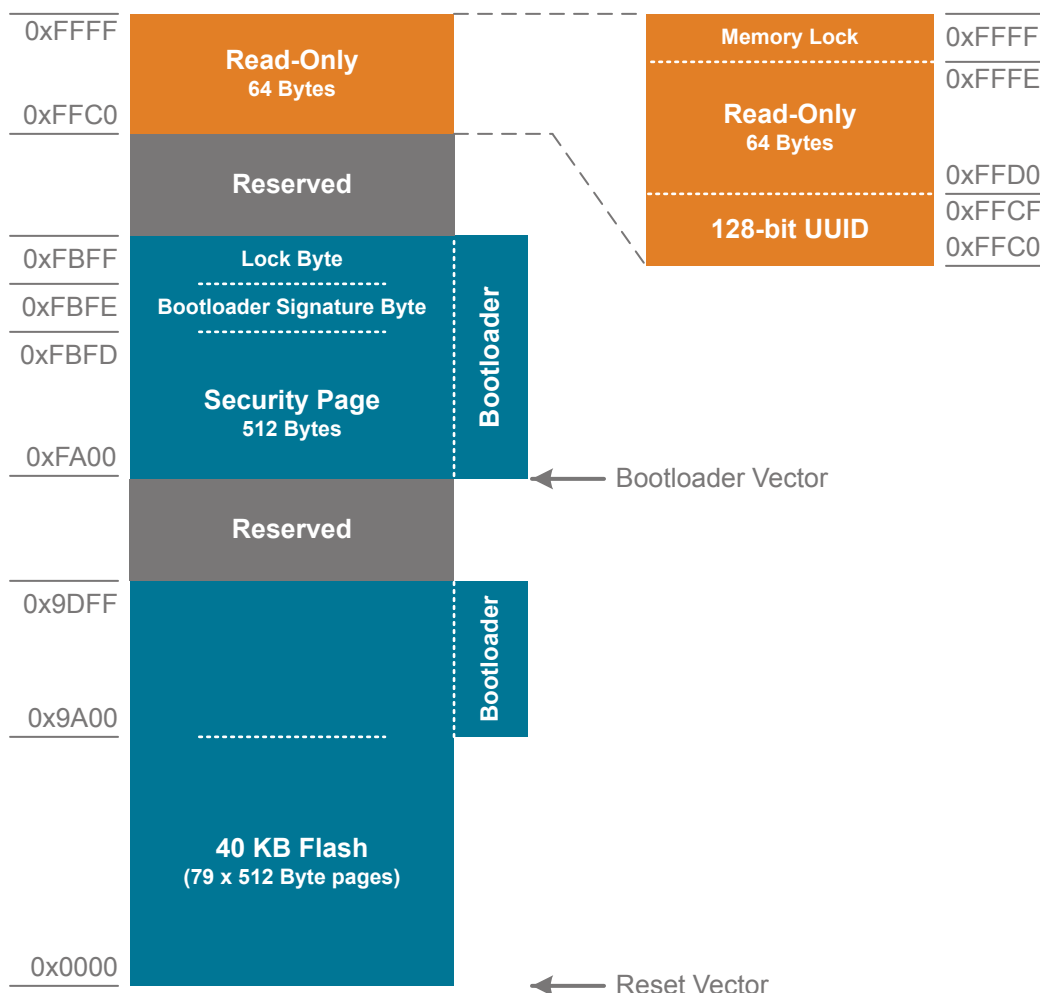 0xFFFF
Read-Only
64 Bytes
0xFFC0
Reserved
0xFBFF
Lock Byte
0xFBFE
Bootloader Signature Byte
0xFBFD
Security Page
512 Bytes
0xFA00
Bootloader
Bootloader Vector
Reserved
0x9DFF
Bootloader
0x9A00
40 KB Flash
(79 x 512 Byte pages)
0x0000
Reset Vector
Memory Lock
0xFFFF
0xFFFE
Read-Only
64 Bytes
0xFFD0
0xFFCF
128-bit UUID
0xFFC0